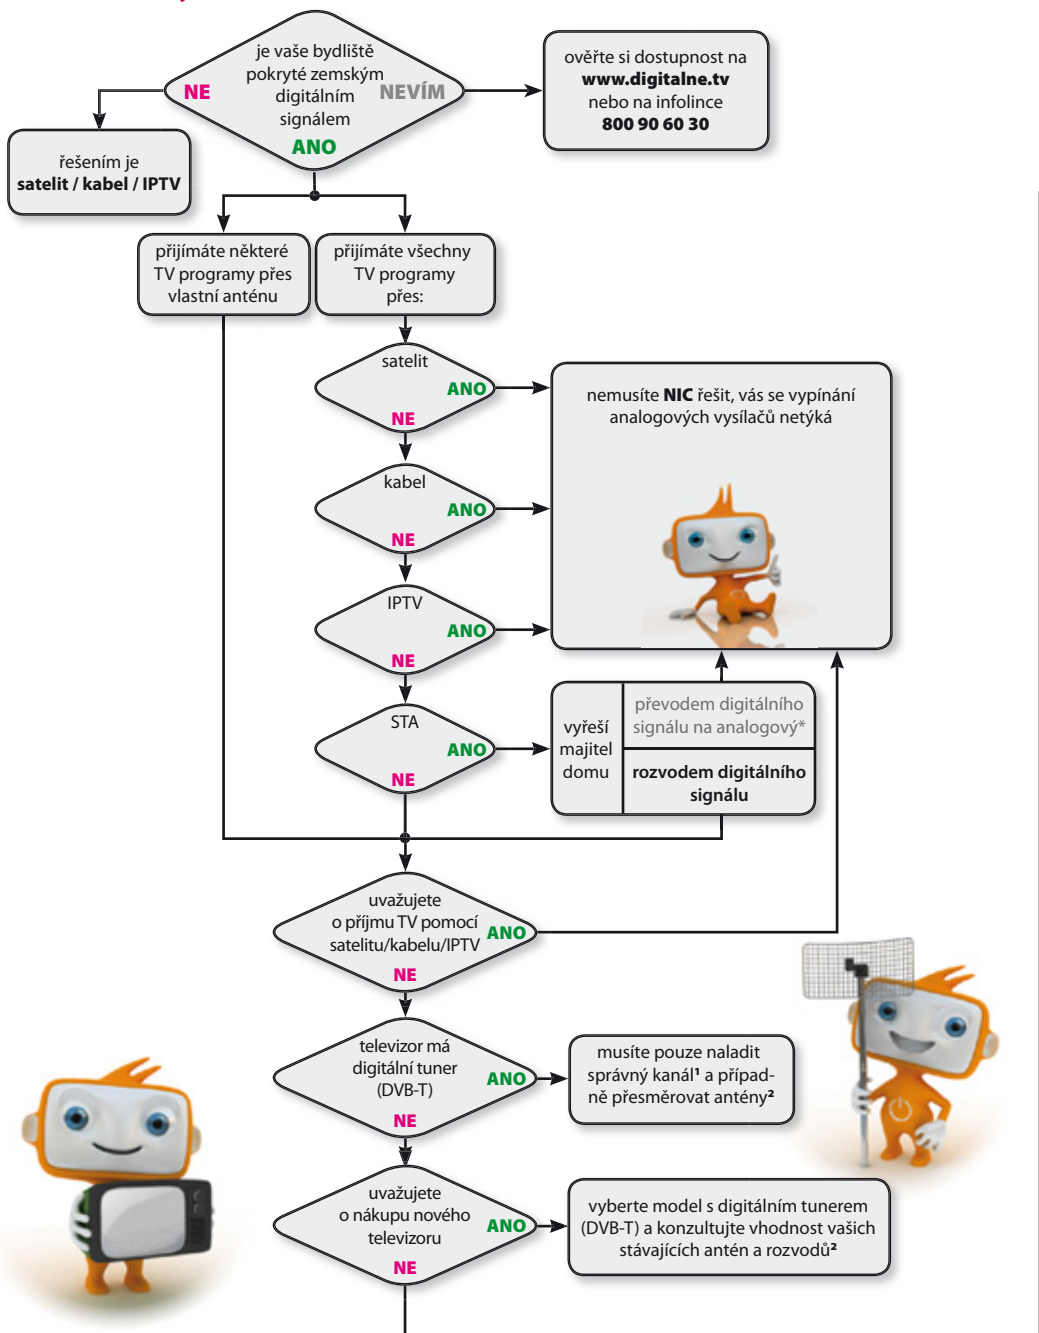 je vaše bydliště
pokryté zemským
digitálním
signálem
NE
NEVÍM
ANO
ověřte si dostupnost na
www.digitalne.tv
nebo na infolince
800 90 60 30
řešením je
satelit / kabel / IPTV
přijímáte některé
TV programy přes
vlastní anténu
přijímáte všechny
TV programy
přes:
satelit
ANO
NE
nemusíte NIC řešit, vás se vypínání
analogových vysílačů netýká
kabel
ANO
NE
IPTV
ANO
NE
STA
ANO
NE
vyřeší
majitel
domu
převodem digitálního
signálu na analogový*
rozvodem digitálního
signálu
uvažujete
o příjmu TV pomocí
satelitu/kabelu/IPTV
ANO
NE
televizor má
digitální tuner
(DVB-T)
ANO
NE
musíte pouze naladit
správný kanál¹ a případ-
ně přesměrovat antény²
uvažujete
o nákupu nového
televizoru
ANO
NE
vyberte model s digitálním tunerem
(DVB-T) a konzultujte vhodnost vašich
stávajících antén a rozvodů²